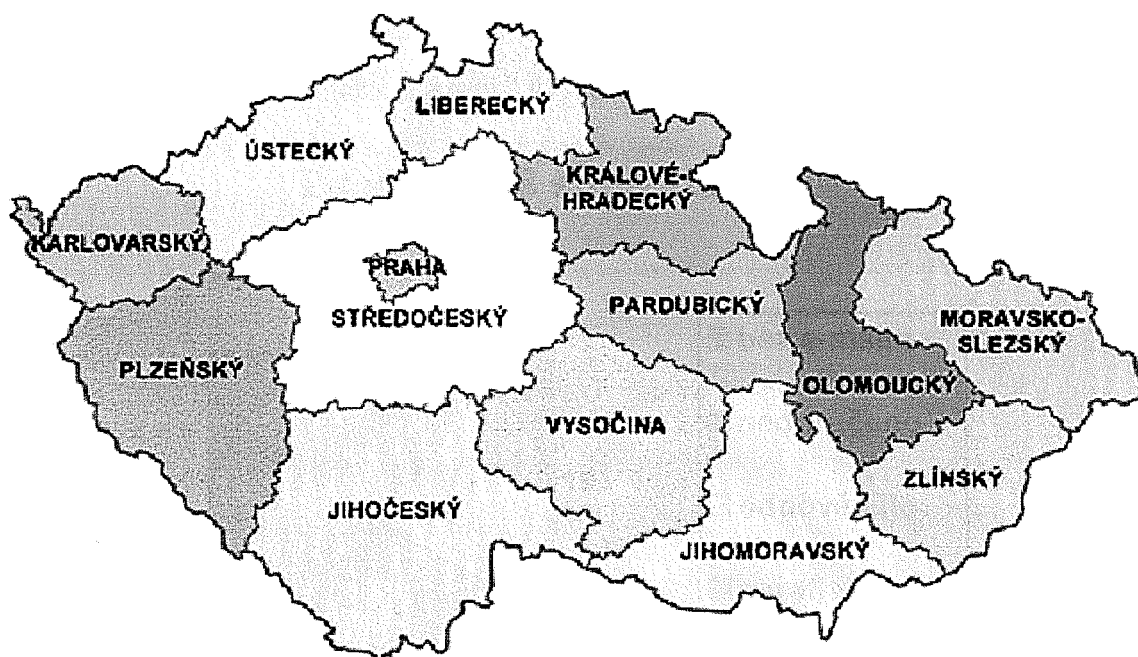 LIBERECKÝ
ÚSTECKÝ
KRÁLOVÉ-
HRADECKÝ
KARLOVARSKÝ
PRAHA
PARDUBICKÝ
STŘEDOČESKÝ
MORAVSKO-
SLEZSKÝ
PLZEŇSKÝ
OLOMOUCKÝ
VYSOČINA
ZLÍNSKÝ
JIHOČESKÝ
JIHOMORAVSKÝ